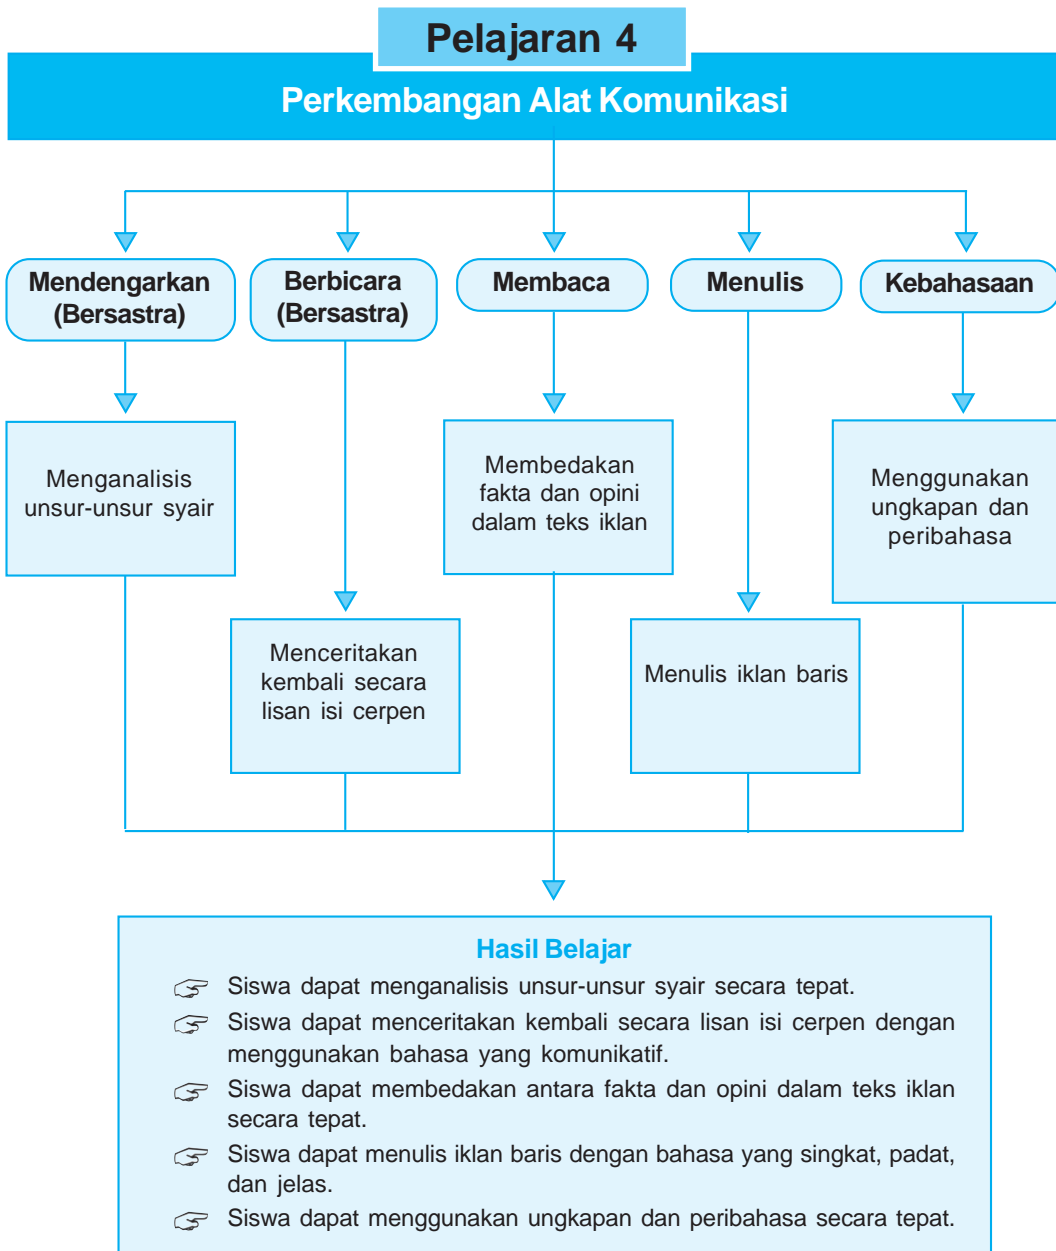 Pelajaran 4
Perkembangan Alat Komunikasi
Mendengarkan
(Bersastra)
Berbicara
(Bersastra)
Membaca
Menulis
Kebahasaan
Menganalisis
unsur-unsur syair
Membedakan
fakta dan opini
dalam teks iklan
Menggunakan
ungkapan dan
peribahasa
Menceritakan
kembali secara
lisan isi cerpen
Menulis iklan baris
Hasil Belajar
Siswa dapat menganalisis unsur-unsur syair secara tepat.
Siswa dapat menceritakan kembali secara lisan isi cerpen dengan
menggunakan bahasa yang komunikatif.
Siswa dapat membedakan antara fakta dan opini dalam teks iklan
secara tepat.
Siswa dapat menulis iklan baris dengan bahasa yang singkat, padat,
dan jelas.
Siswa dapat menggunakan ungkapan dan peribahasa secara tepat.